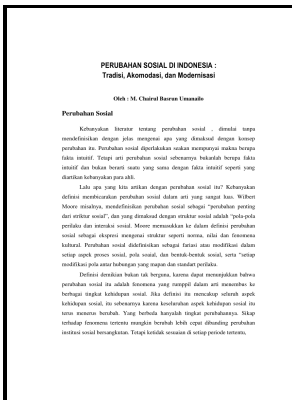 PERUBAHAN SOSIAL DI INDONESIA :
Tradisi, Akomodasi, dan Modernisasi
Oleh : M. Chairul Basrun Umanailo
Perubahan Sosial
Kebanyakan literatur tentang perubahan sosial , dimulai tanpa
mendefinisikan dengan jelas mengenai apa yang dimaksud dengan konsep
perubahan itu. Perubahan sosial diperlakukan seakan mempunyai makna berupa
fakta intuitif. Tetapi arti perubahan sosial sebenarnya bukanlah berupa fakta
intuitif dan bukan berarti suatu yang sama dengan fakta intuitif seperti yang
diartikan kebanyakan para ahli.
Lalu apa yang kita artikan dengan perubahan sosial itu? Kebanyakan
definisi membicarakan perubahan sosial dalam arti yang sangat luas. Wilbert
Moore misalnya, mendefinisikan perubahan sosial sebagai “perubahan penting
dari struktur sosial”, dan yang dimaksud dengan struktur sosial adalah “pola-pola
perilaku dan interaksi sosial. Moore memasukkan ke dalam definisi perubahan
sosial sebagai ekspresi mengenai struktur seperti norma, nilai dan fenomena
kultural. Perubahan sosial didefinisikan sebagai variasi atau modifikasi dalam
setiap aspek proses sosial, pola sosial, dan bentuk-bentuk sosial, serta “setiap
modifikasi pola antar hubungan yang mapan dan standart perilaku.
Definisi demikian bukan tak berguna, karena dapat menunjukkan bahwa
perubahan sosial itu adalah fenomena yang rumpil dalam arti menembus ke
berbagai tingkat kehidupan sosial. Jika definisi itu mencakup seluruh aspek
kehidupan sosial, itu sebenarnya karena keseluruhan aspek kehidupan sosial itu
terus menerus berubah. Yang berbeda hanyalah tingkat perubahannya. Sikap
terhadap fenomena tertentu mungkin berubah lebih cepat dibanding perubahan
institusi sosial bersangkutan. Tetapi ketidak sesuaian di setiap periode tertentu,